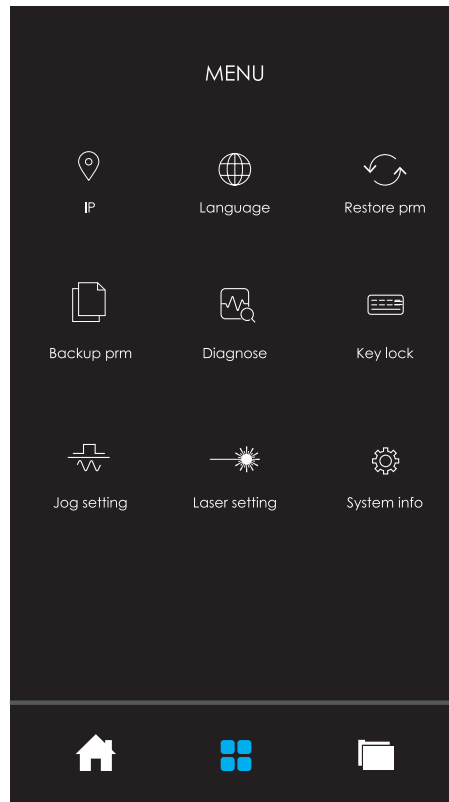 MENU
IP
Language
Restore prm
Backup prm
Diagnose
Key lock
Jog setting
Laser setting
System info